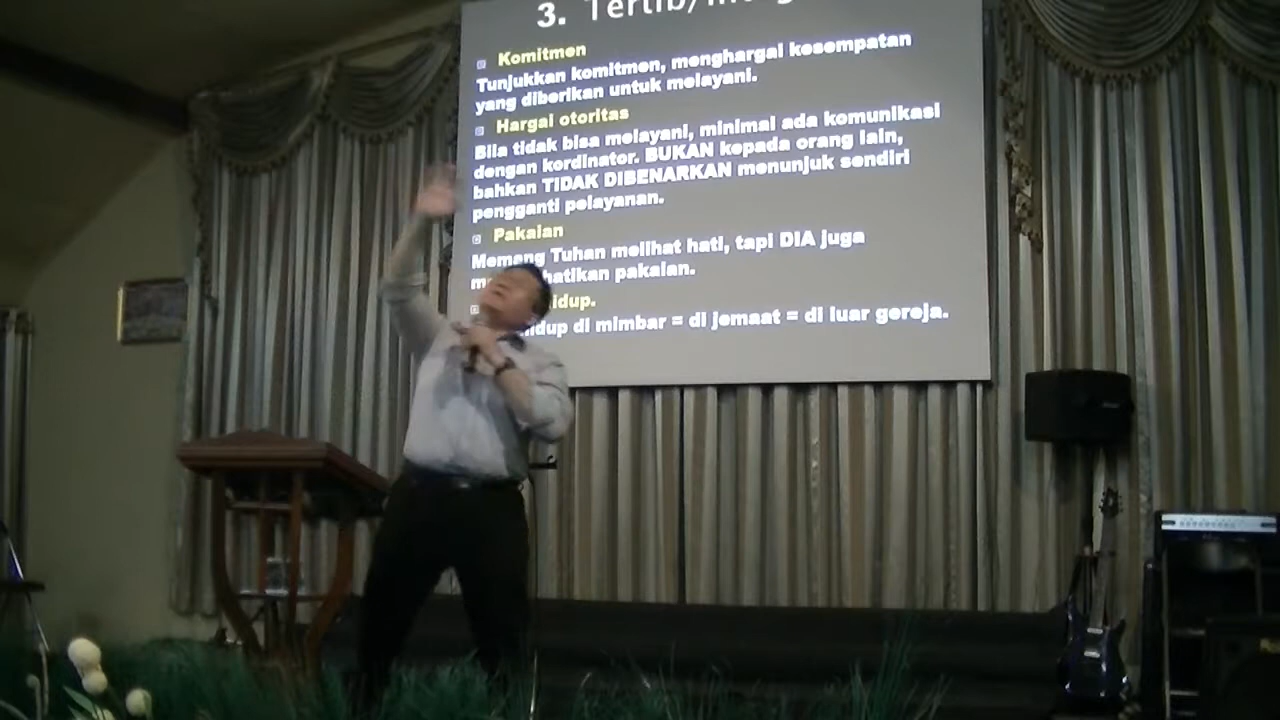 3. Tertib/
Komitmen
Tunjukkan komitmen, menghargai kesempatan
yang diberikan untuk melayani.
Hargai otoritas
Bila tidak bisa melayani, minimal ada komunikasi
dengan kordinator. BUKAN kepada orang lain,
bahkan TIDAK DIBENARKAN menunjuk sendiri
pengganti pelayanan.
Pakaian
Memang Tuhan melihat hati, tapi DIA juga
pakaian.
di mimbar = di jemaat = di luar gereja.